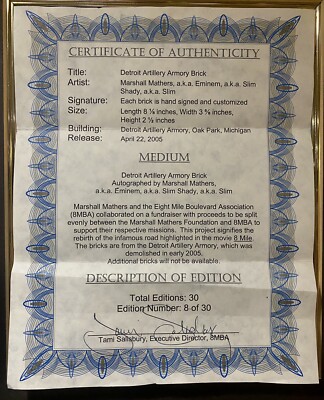 CERTIFICATE OF AUTHENTICITY
Title: Detroit Artillery Armory Brick
Artist: Marshall Mathers, a.k.a. Eminem, a.k.a. Slim
Shady, a.k.a. Slim
Signature: Each brick is hand signed and customized
Size: Length 8 ¼ inches, Width 3 ¾ inches,
Height 2 ½ inches
Building: Detroit Artillery Armory, Oak Park, Michigan
Release: April 22, 2005
MEDIUM
Detroit Artillery Armory Brick
Autographed by Marshall Mathers,
a.k.a. Eminem, a.k.a. Slim Shady, a.k.a. Slim
Marshall Mathers and the Eight Mile Boulevard Association
(8MBA) collaborated on a fundraiser with proceeds to be split
evenly between the Marshall Mathers Foundation and 8MBA to
support their respective missions. This project signifies the
rebirth of the infamous road highlighted in the movie 8 Mile.
The bricks are from the Detroit Artillery Armory, which was
demolished in early 2005.
Additional bricks will not be available.
DESCRIPTION OF EDITION
Total Editions: 30
Edition Number: 8 of 30
Tami Salisbury, Executive Director, 8MBA